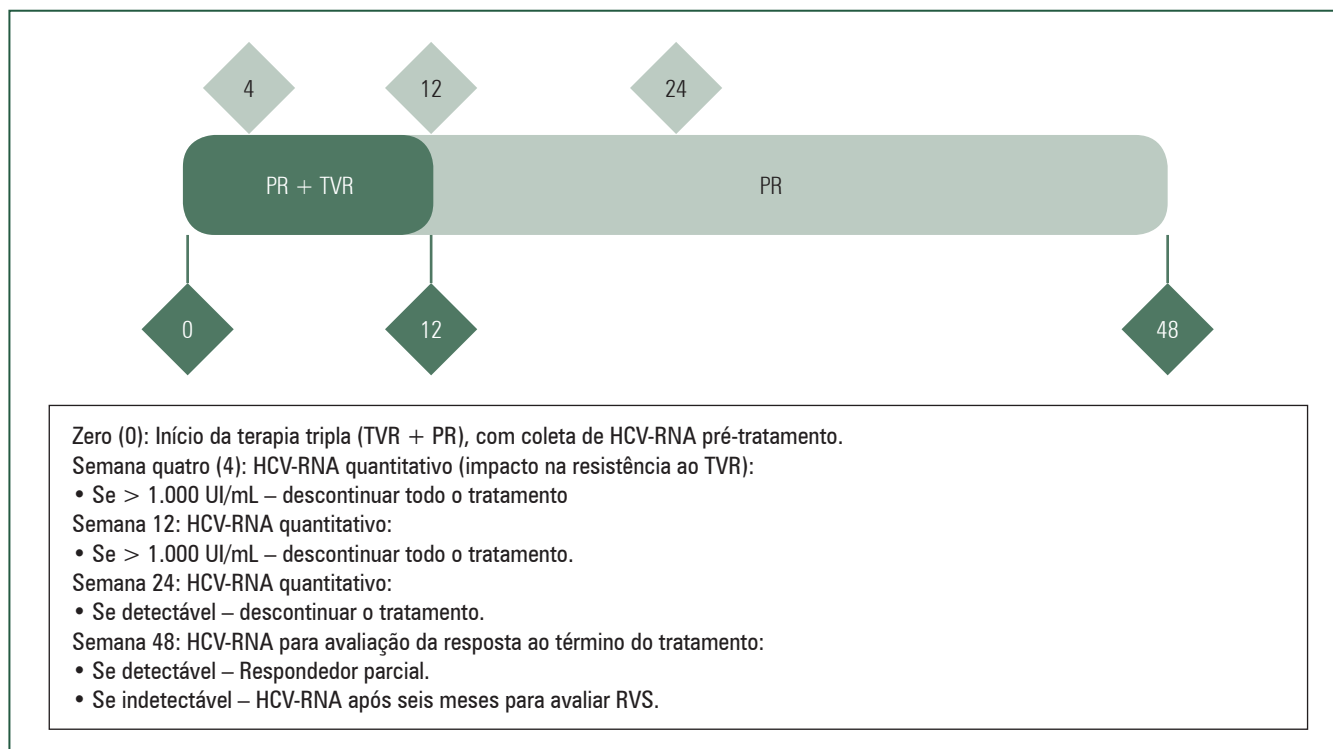 4
12
24
PR + TVR
PR
0
12
48
Zero (0): Início da terapia tripla (TVR + PR), com coleta de HCV-RNA pré-tratamento.
Semana quatro (4): HCV-RNA quantitativo (impacto na resistência ao TVR):
• Se > 1.000 UI/mL – descontinuar todo o tratamento
Semana 12: HCV-RNA quantitativo:
• Se > 1.000 UI/mL – descontinuar todo o tratamento.
Semana 24: HCV-RNA quantitativo:
• Se detectável – descontinuar o tratamento.
Semana 48: HCV-RNA para avaliação da resposta ao término do tratamento:
• Se detectável – Respondedor parcial.
• Se indetectável – HCV-RNA após seis meses para avaliar RVS.